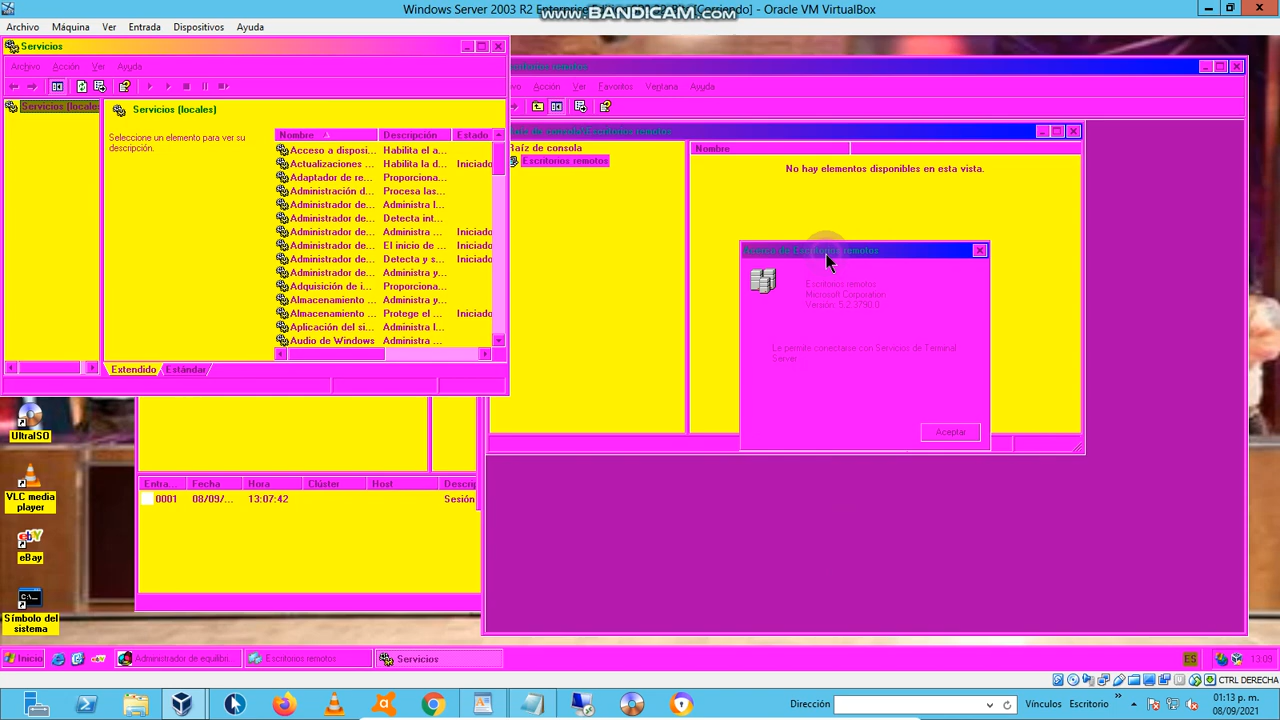 Windows Server 2003 R2 Enterprise
[Corriendo] - Oracle VM VirtualBox
www.BANDICAM.com
Archivo Máquina Ver Entrada Dispositivos Ayuda
Servicios
Archivo Acción Ver Ayuda
Servicios (locales
Servicios (locales)
Seleccione un elemento para ver su
descripción.
Nombre Descripción Estado
Acceso a disposi... Habilita el a...
Actualizaciones ... Habilita la d... Iniciado
Adaptador de re... Proporciona...
Administración d... Procesa las...
Administrador de... Administra l...
Administrador de... Detecta int...
Administrador de... Administra ... Iniciado
Administrador de... El inicio de ... Iniciado
Administrador de... Detecta y s... Iniciado
Administrador de... Administra y...
Adquisición de i... Proporciona...
Almacenamiento ... Administra y...
Almacenamiento ... Protege el ... Iniciado
Aplicación del si... Administra l...
Audio de Windows Administra ...
Extendido Estándar
Escritorios remotos
Acción Ver Favoritos Ventana Ayuda
Raíz de consola\Escritorios remotos
Raíz de consola
Escritorios remotos
Nombre
No hay elementos disponibles en esta vista.
Acerca de Escritorios remotos
Escritorios remotos
Microsoft Corporation
Versión: 5.2.3790.0
Le permite conectarse con Servicios de Terminal
Server
Aceptar
Entra... Fecha Hora Clúster Host Descrip
0001 08/09/... 13:07:42 Sesión
UltraISO
VLC media
player
eBay
Símbolo del
sistema
Inicio Administrador de equilibri... Escritorios remotos Servicios ES 13:09
CTRL DERECHA
Dirección Vínculos Escritorio 01:13 p. m.
08/09/2021